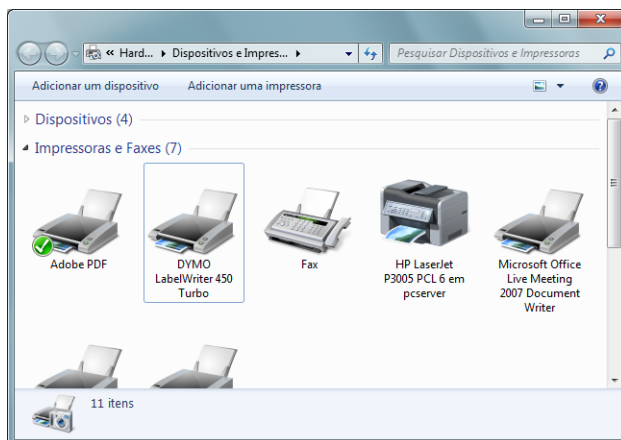 « Hard... Dispositivos e Impres... Pesquisar Dispositivos e Impressoras
Adicionar um dispositivo Adicionar uma impressora
Dispositivos (4)
Impressoras e Faxes (7)
Adobe PDF
DYMO
LabelWriter 450
Turbo
Fax
HP LaserJet
P3005 PCL 6 em
pcserver
Microsoft Office
Live Meeting
2007 Document
Writer
11 itens